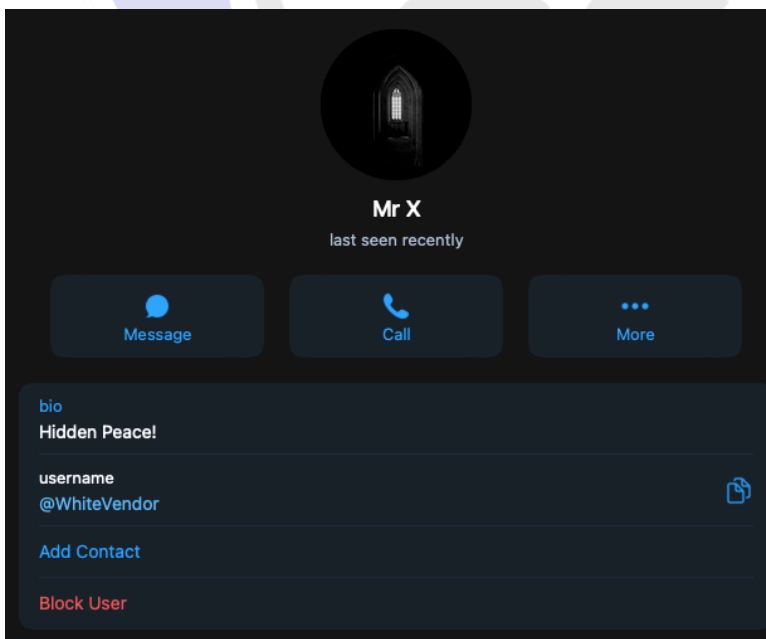 Mr X
last seen recently
Message
Call
More
bio
Hidden Peace!
username
@WhiteVendor
Add Contact
Block User